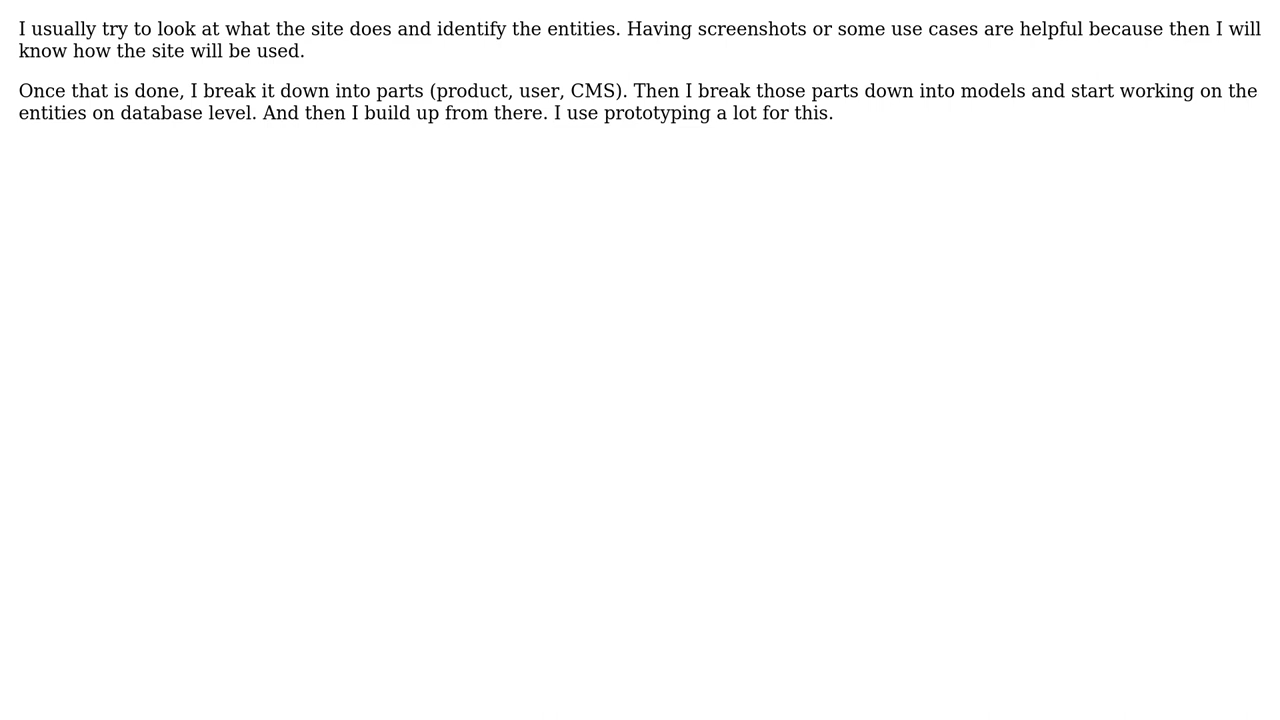 I usually try to look at what the site does and identify the entities. Having screenshots or some use cases are helpful because then I will
know how the site will be used.
Once that is done, I break it down into parts (product, user, CMS). Then I break those parts down into models and start working on the
entities on database level. And then I build up from there. I use prototyping a lot for this.